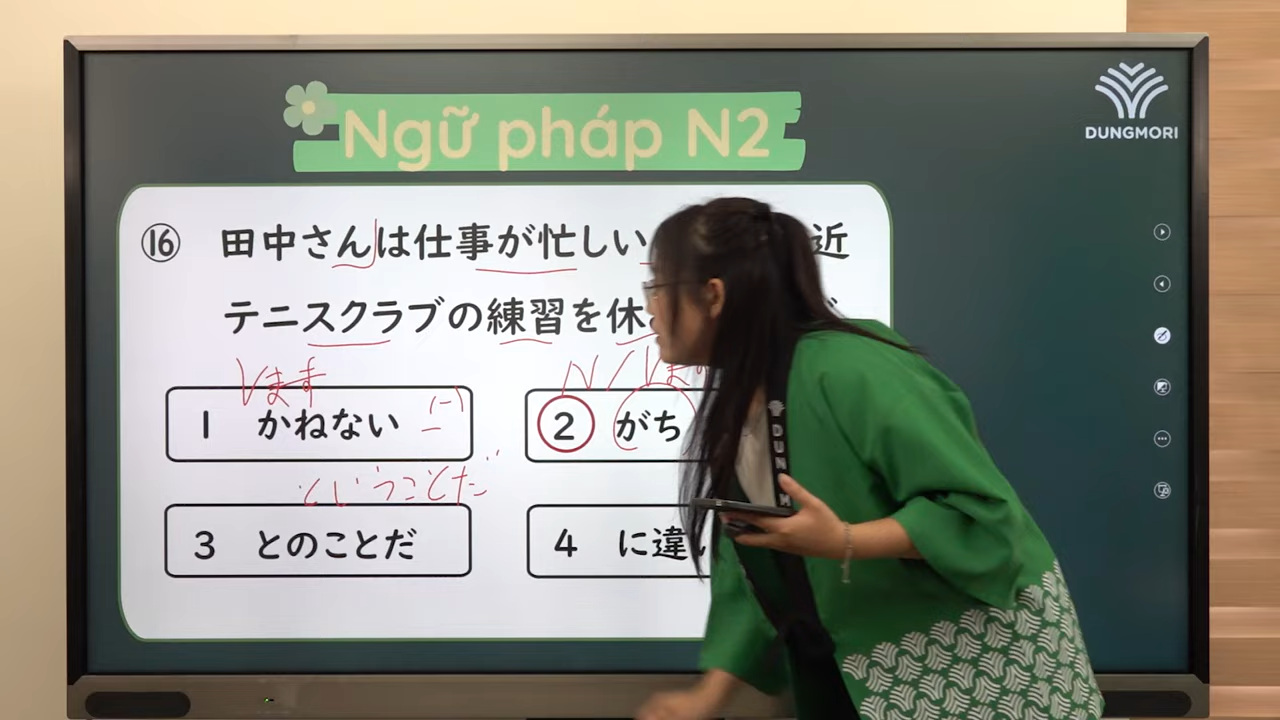 Ngữ pháp N2
DUNGMORI
⑯ 田中さんは仕事が忙しい 近
テニスクラブの練習を休
Vます
N/Vま
1 かねない (-)
2 がち
ということだ
3 とのことだ
4 に違
DUN